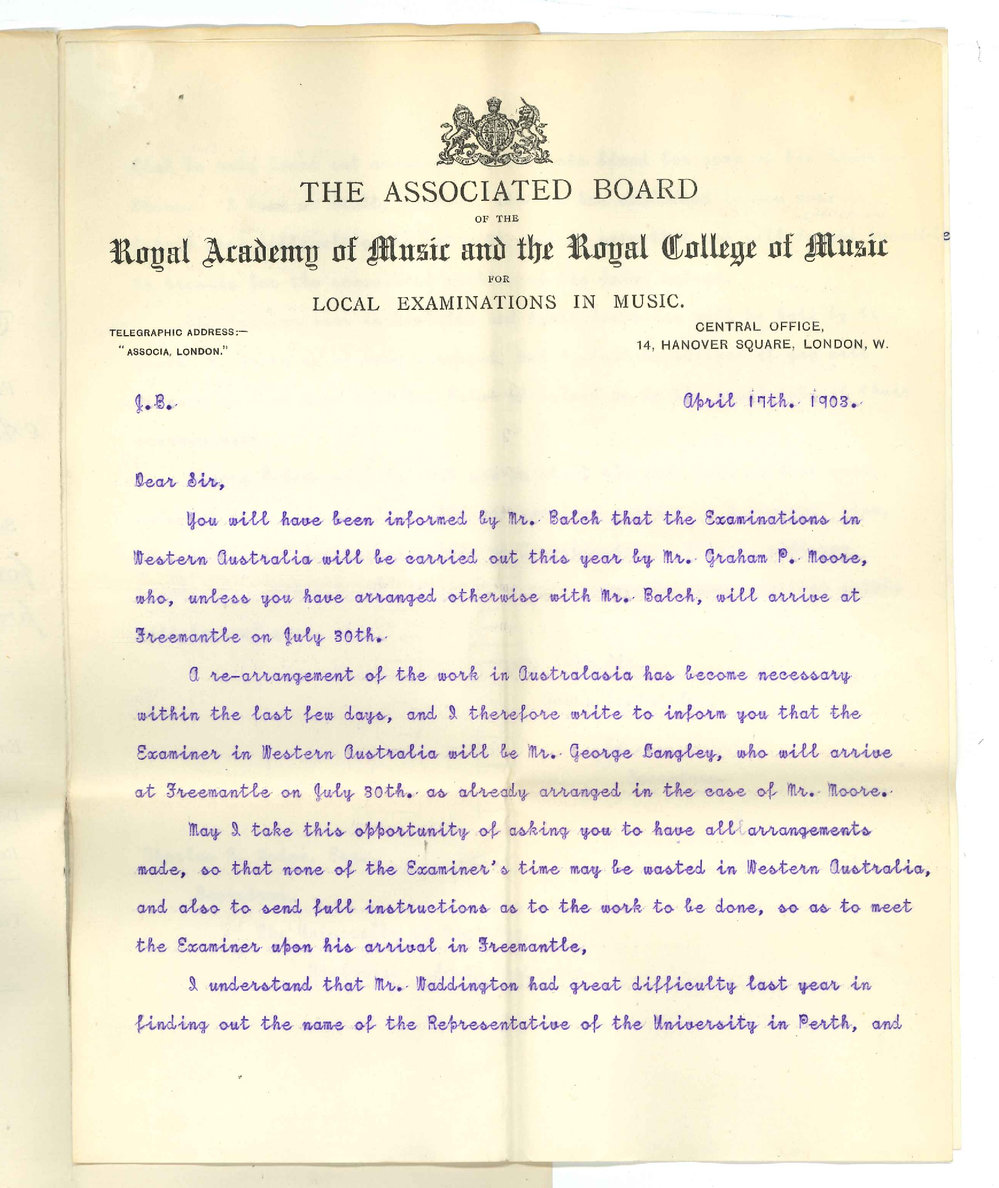 THE ASSOCIATED BOARD
OF THE
Royal Academy of Music and the Royal College of Music
FOR
LOCAL EXAMINATIONS IN MUSIC.
TELEGRAPHIC ADDRESS:—
"ASSOCIA, LONDON."
CENTRAL OFFICE,
14, HANOVER SQUARE, LONDON, W.
J.B.
April 17th. 1903.
Dear Sir,
You will have been informed by Mr. Balch that the Examinations in
Western Australia will be carried out this year by Mr. Graham P. Moore,
who, unless you have arranged otherwise with Mr. Balch, will arrive at
Freemantle on July 30th.
A re-arrangement of the work in Australasia has become necessary
within the last few days, and I therefore write to inform you that the
Examiner in Western Australia will be Mr. George Langley, who will arrive
at Freemantle on July 30th. as already arranged in the case of Mr. Moore.
May I take this opportunity of asking you to have all arrangements
made, so that none of the Examiner's time may be wasted in Western Australia,
and also to send full instructions as to the work to be done, so as to meet
the Examiner upon his arrival in Freemantle,
I understand that Mr. Waddington had great difficulty last year in
finding out the name of the Representative of the University in Perth, and